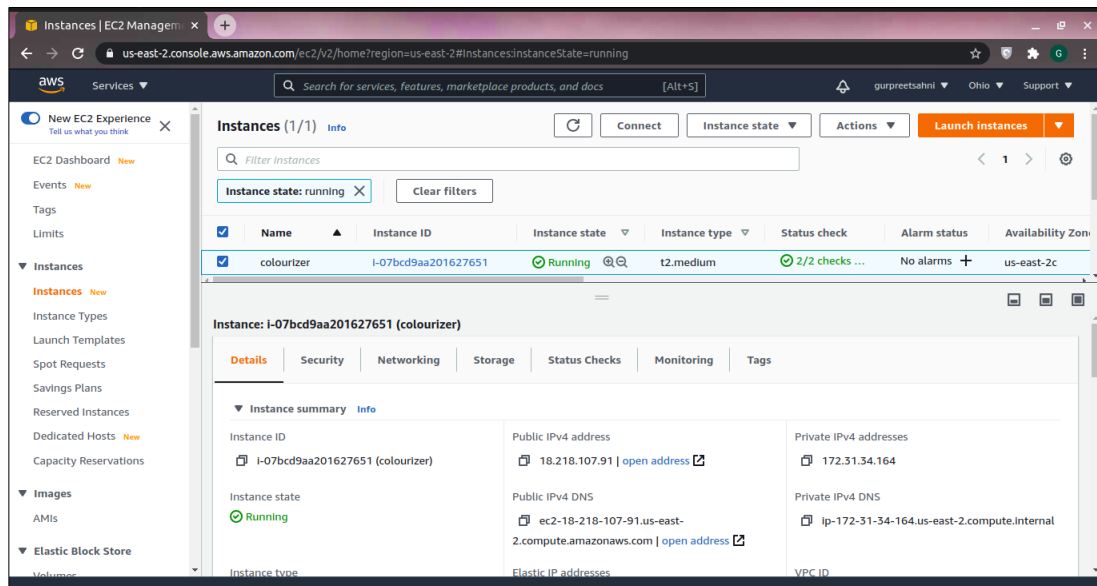 Instances | EC2 Managem
us-east-2.console.aws.amazon.com/ec2/v2/home?region=us-east-2#Instances:instanceState=running
G
aws Services ▼ Search for services, features, marketplace products, and docs [Alt+S] gurpreetsahni ▼ Ohio ▼ Support ▼
New EC2 Experience
Tell us what you think
EC2 Dashboard New
Events New
Tags
Limits
Instances
Instances New
Instance Types
Launch Templates
Spot Requests
Savings Plans
Reserved Instances
Dedicated Hosts New
Capacity Reservations
Images
AMIs
Elastic Block Store
Volumes
Instances (1/1) Info
Connect Instance state ▼ Actions ▼ Launch instances
Filter instances
1
Instance state: running
Clear filters
Name ▲ Instance ID Instance state Instance type Status check Alarm status Availability Zon
colourizer i-07bcd9aa201627651 Running t2.medium 2/2 checks ... No alarms + us-east-2c
Instance: i-07bcd9aa201627651 (colourizer)
Details Security Networking Storage Status Checks Monitoring Tags
Instance summary Info
Instance ID
i-07bcd9aa201627651 (colourizer)
Public IPv4 address
18.218.107.91 | open address
Private IPv4 addresses
172.31.34.164
Instance state
Running
Public IPv4 DNS
ec2-18-218-107-91.us-east-
2.compute.amazonaws.com | open address
Private IPv4 DNS
ip-172-31-34-164.us-east-2.compute.internal
Instance type
Elastic IP addresses
VPC ID